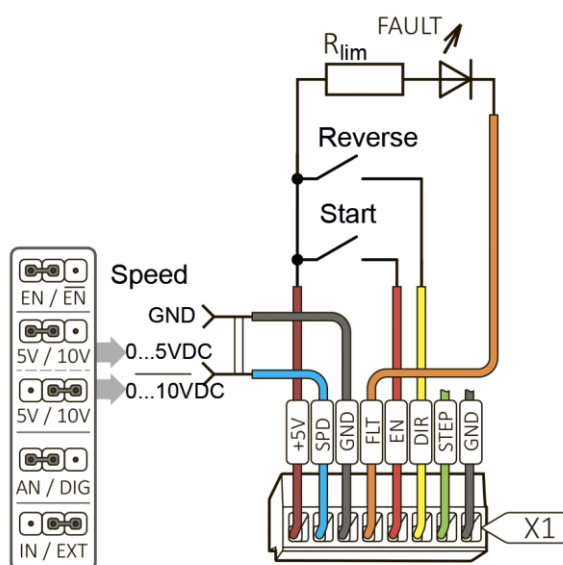 FAULT
Rlim
Reverse
Start
Speed
GND
0...5VDC
0...10VDC
EN / E̅N̅
5V / 10V
5V / 10V
AN / DIG
IN / EXT
+5V
SPD
GND
FLT
EN
DIR
STEP
GND
X1